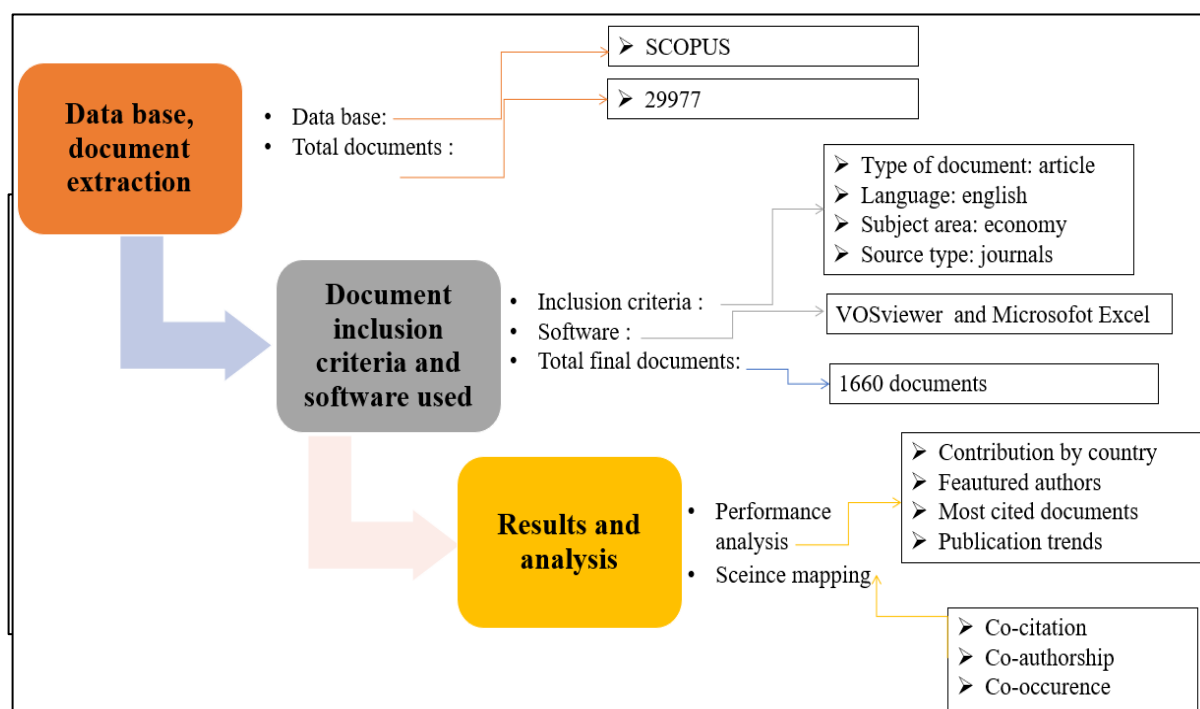 Data base,
document
extraction
• Data base:
• Total documents :
➢ SCOPUS
➢ 29977
Document
inclusion
criteria and
software used
• Inclusion criteria :
• Software :
• Total final documents:
➢ Type of document: article
➢ Language: english
➢ Subject area: economy
➢ Source type: journals
VOSviewer and Microsofot Excel
1660 documents
Results and
analysis
• Performance
analysis
• Sceince mapping
➢ Contribution by country
➢ Feautured authors
➢ Most cited documents
➢ Publication trends
➢ Co-citation
➢ Co-authorship
➢ Co-occurence